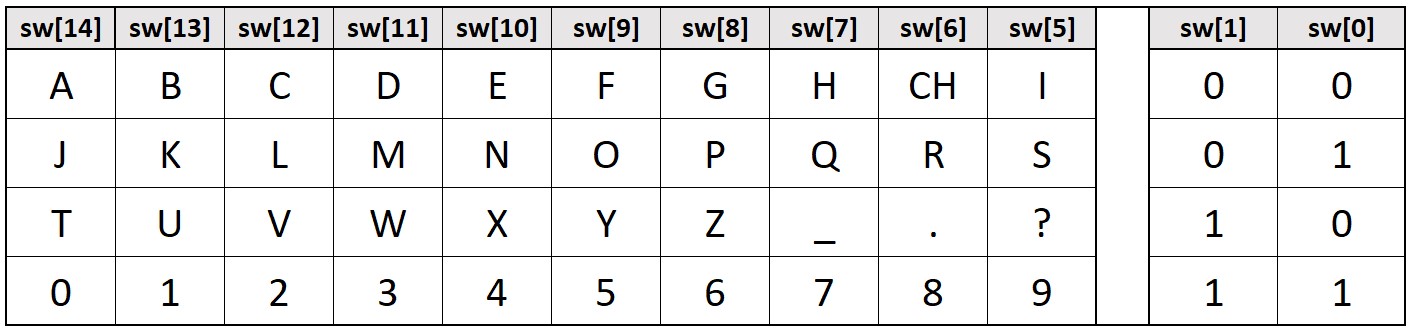 sw[14] sw[13] sw[12] sw[11] sw[10] sw[9] sw[8] sw[7] sw[6] sw[5] sw[1] sw[0]
A B C D E F G H CH I 0 0
J K L M N O P Q R S 0 1
T U V W X Y Z _ . ? 1 0
0 1 2 3 4 5 6 7 8 9 1 1